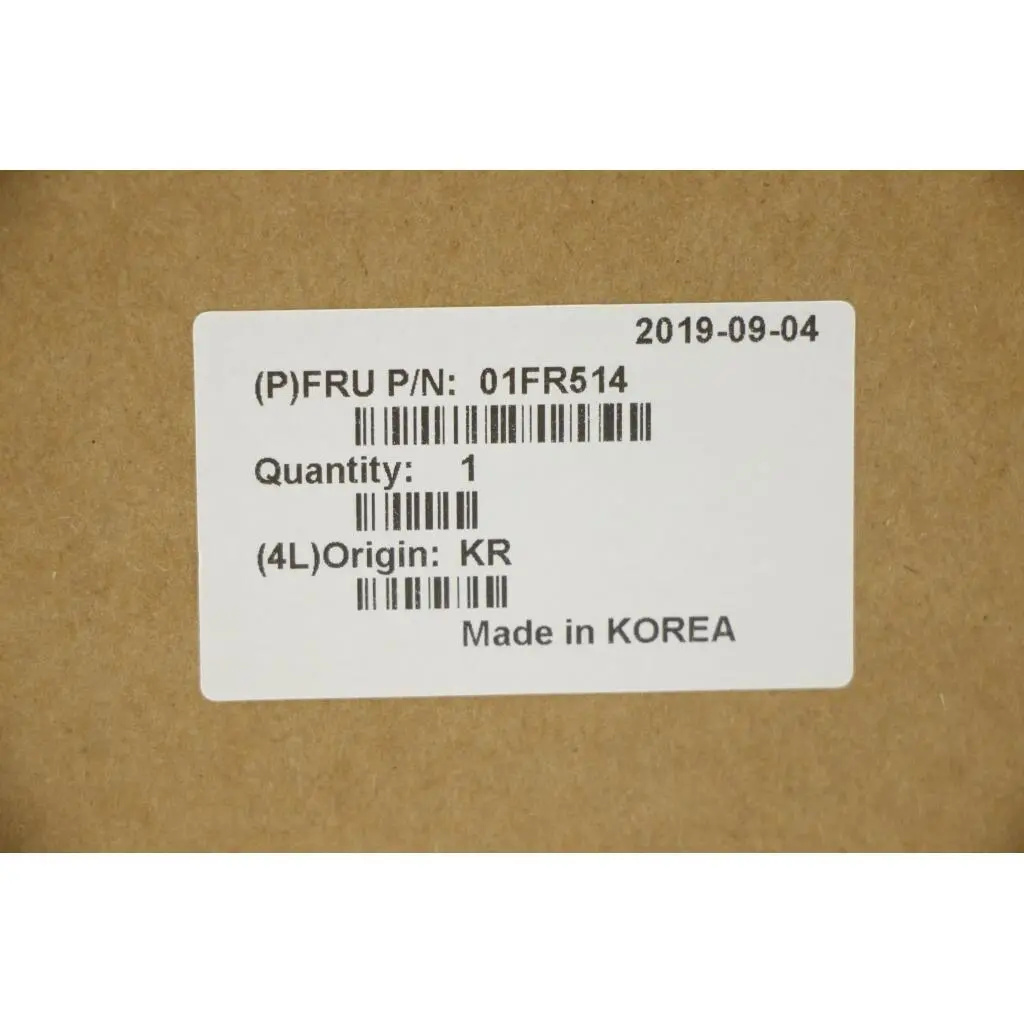 2019-09-04
(P)FRU P/N: 01FR514
Quantity: 1
(4L)Origin: KR
Made in KOREA